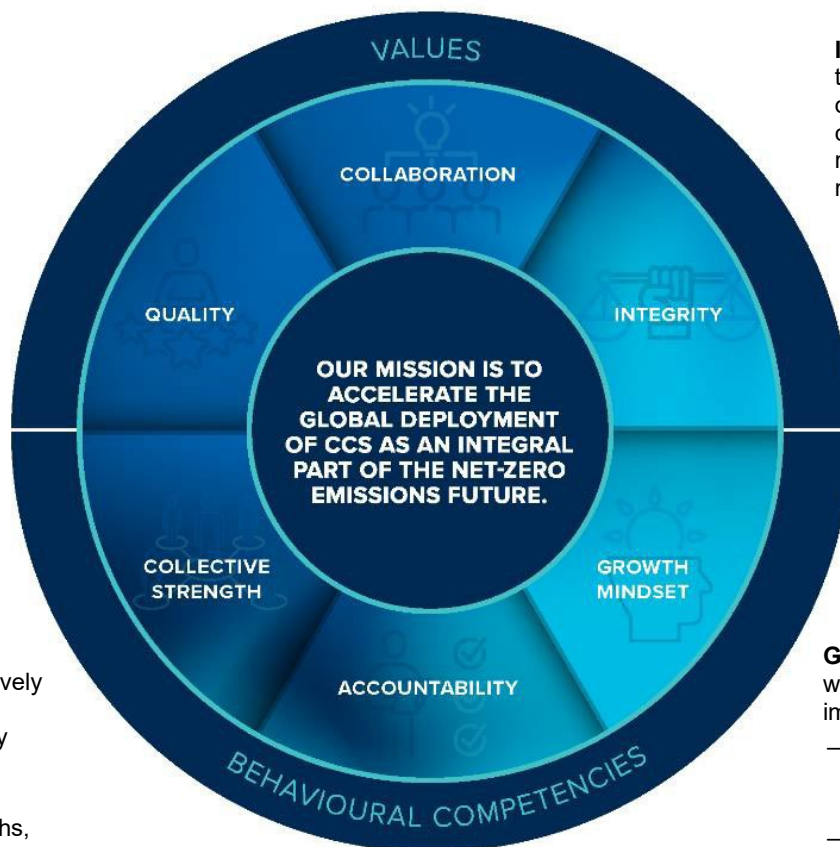 VALUES
COLLABORATION
QUALITY
INTEGRITY
OUR MISSION IS TO
ACCELERATE THE
GLOBAL DEPLOYMENT
OF CCS AS AN INTEGRAL
PART OF THE NET-ZERO
EMISSIONS FUTURE.
COLLECTIVE
STRENGTH
GROWTH
MINDSET
ACCOUNTABILITY
BEHAVIOURAL COMPETENCIES